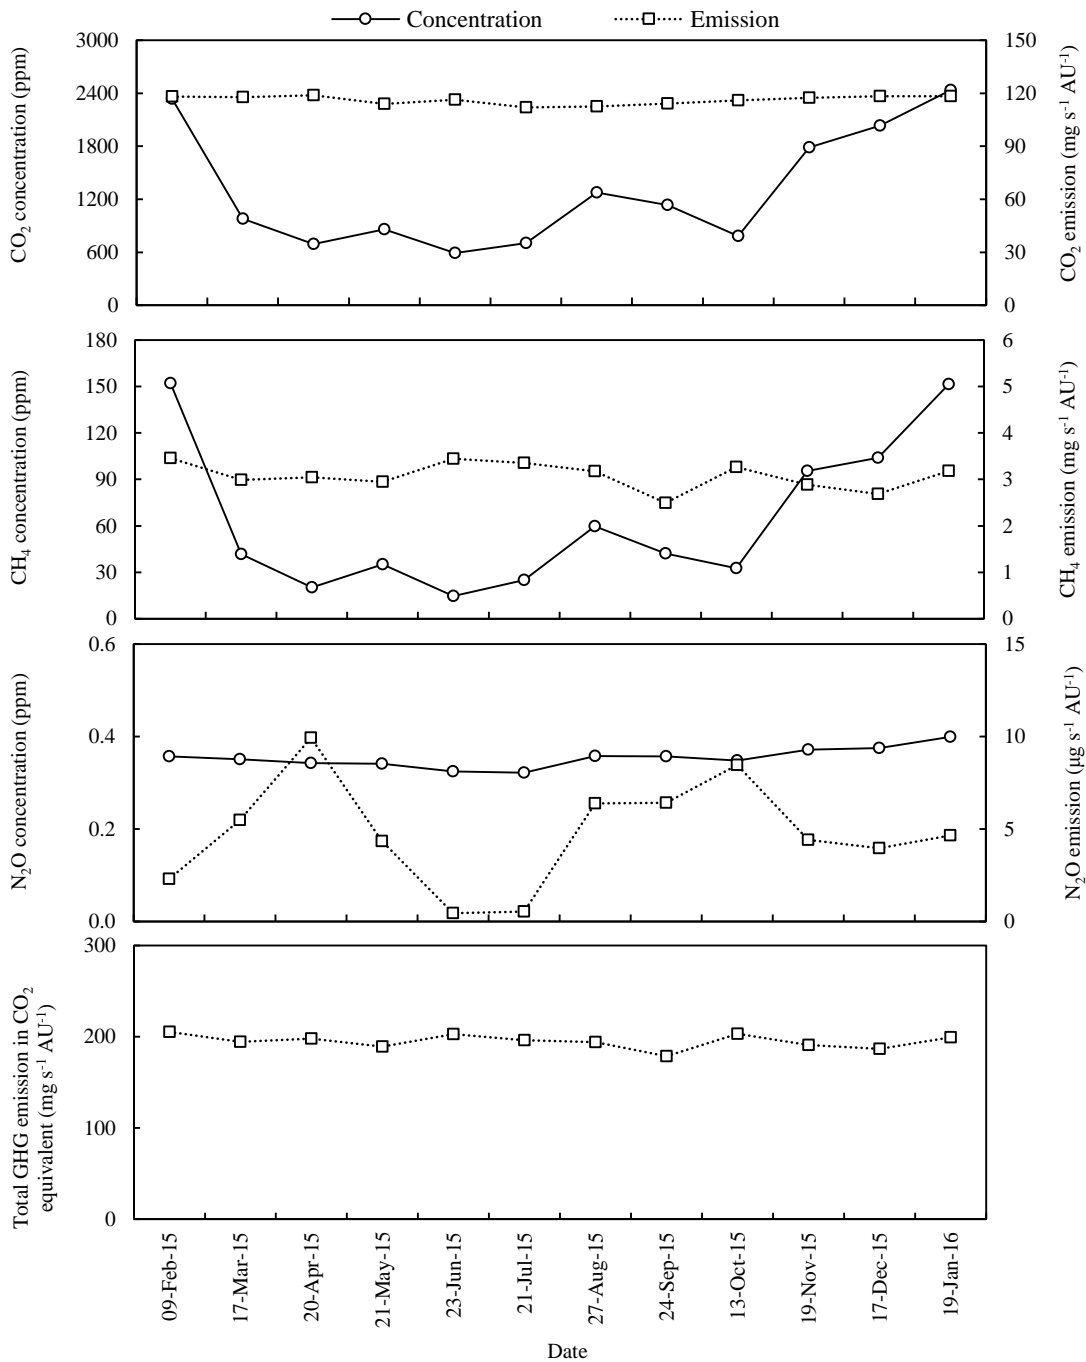 Concentration Emission
CO₂ concentration (ppm)
3000
2400
1800
1200
600
0
150
120
90
60
30
0
CO₂ emission (mg s⁻¹ AU⁻¹)
CH₄ concentration (ppm)
180
150
120
90
60
30
0
6
5
4
3
2
1
0
CH₄ emission (mg s⁻¹ AU⁻¹)
N₂O concentration (ppm)
0.6
0.4
0.2
0.0
15
10
5
0
N₂O emission (µg s⁻¹ AU⁻¹)
Total GHG emission in CO₂
equivalent (mg s⁻¹ AU⁻¹)
300
200
100
0
09-Feb-15
17-Mar-15
20-Apr-15
21-May-15
23-Jun-15
21-Jul-15
27-Aug-15
24-Sep-15
13-Oct-15
19-Nov-15
17-Dec-15
19-Jan-16
Date